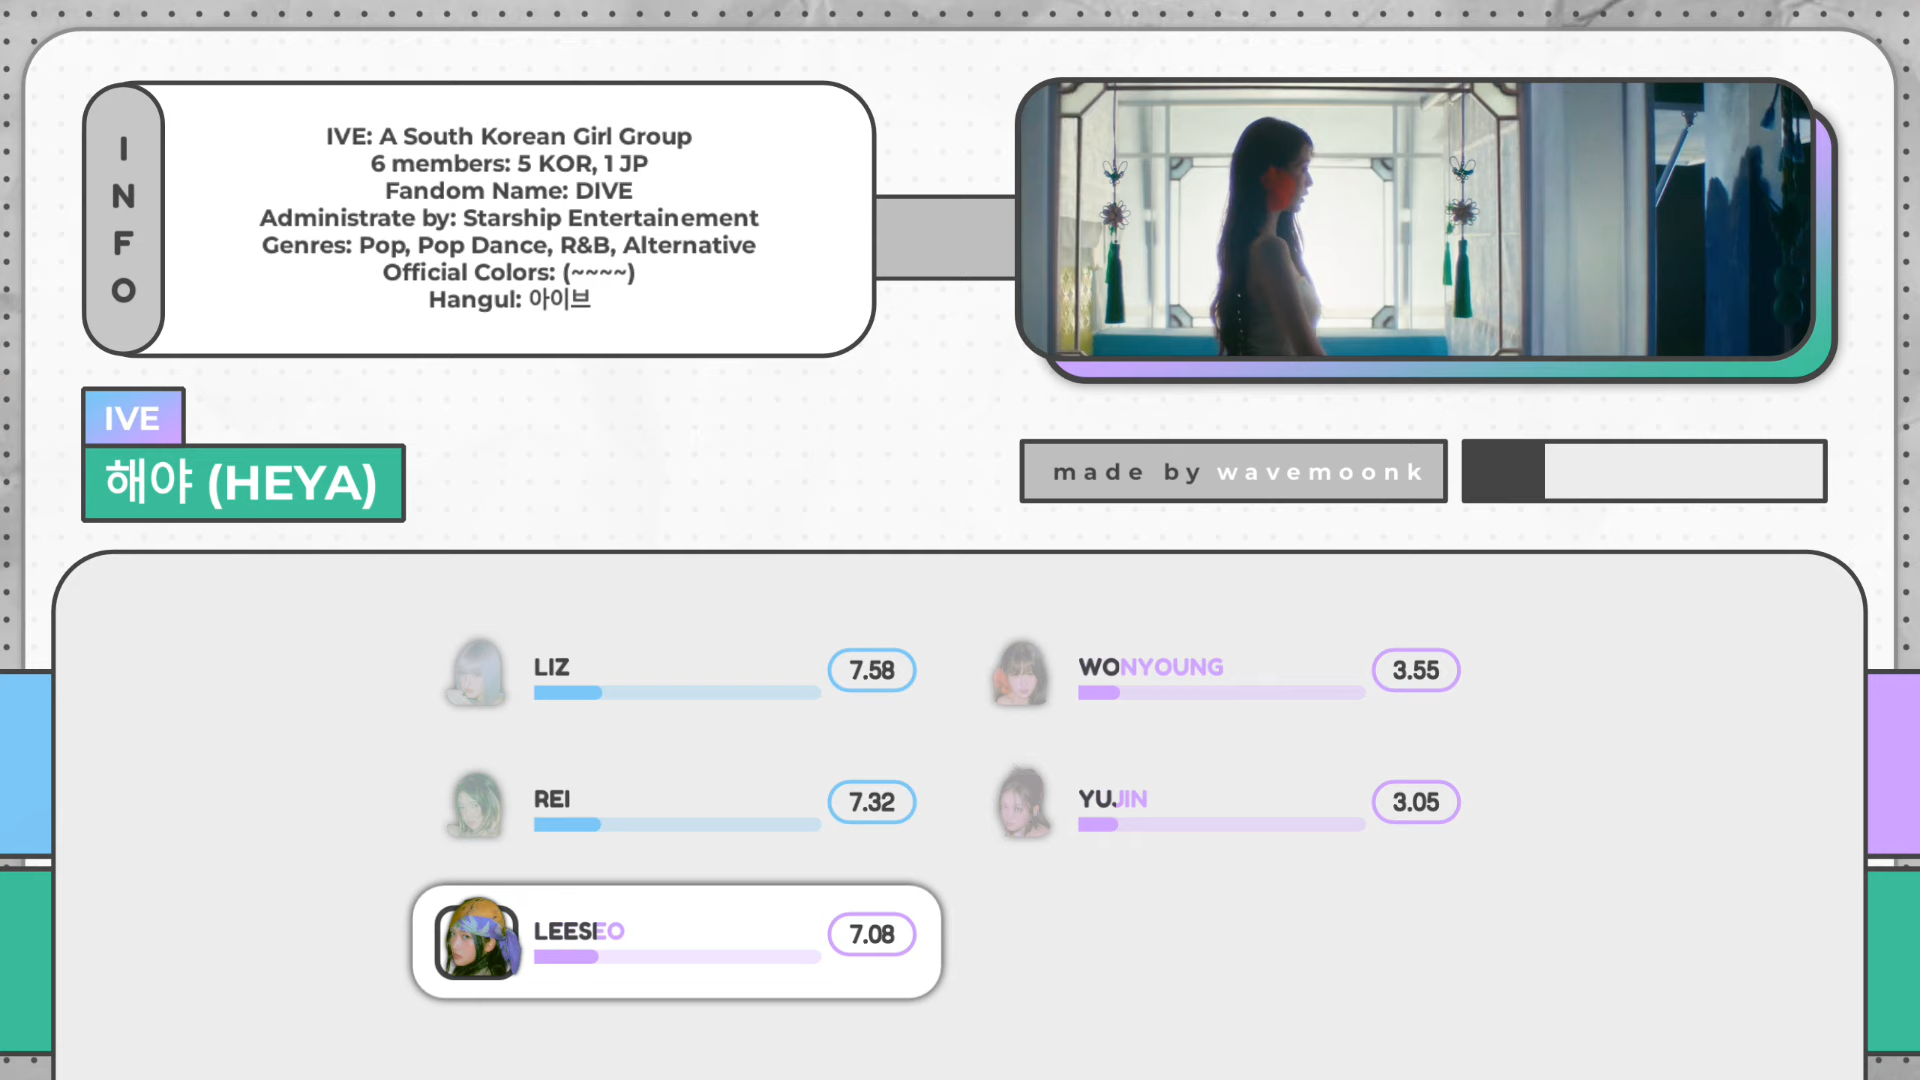 INFO
IVE: A South Korean Girl Group
6 members: 5 KOR, 1 JP
Fandom Name: DIVE
Administrate by: Starship Entertainement
Genres: Pop, Pop Dance, R&B, Alternative
Official Colors: (~~~~)
Hangul: 아이브
IVE
해야 (HEYA)
made by wavemoonk
LIZ
7.58
WONYOUNG
3.55
REI
7.32
YUJIN
3.05
LEESEO
7.08